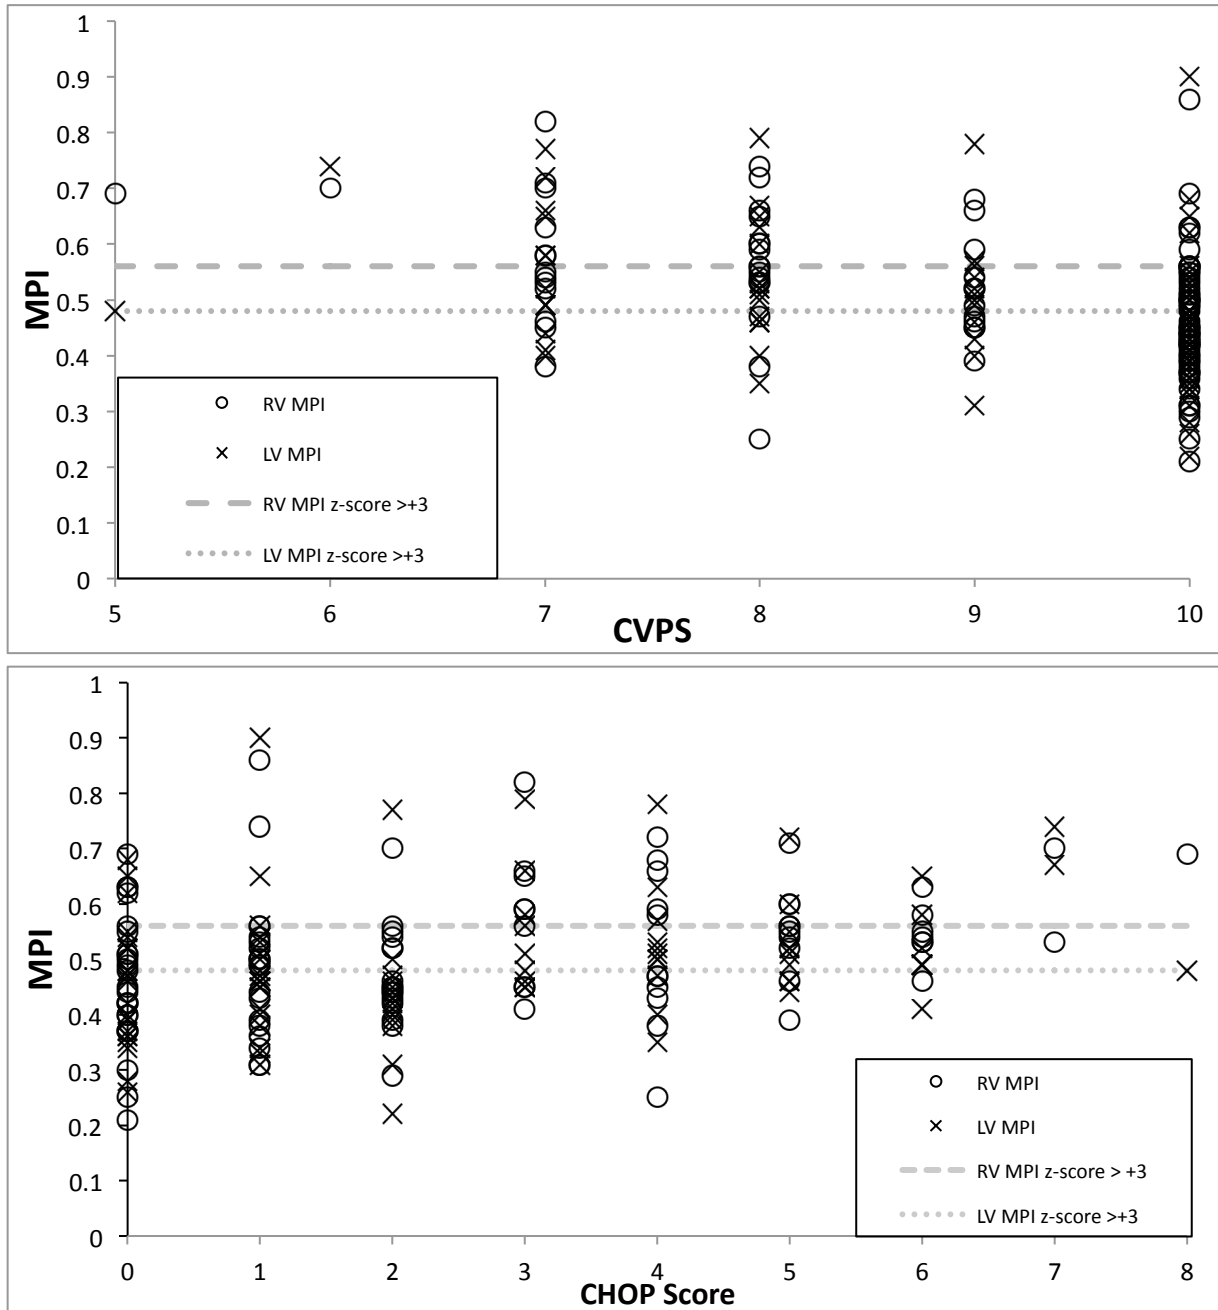 1
0.9
0.8
0.7
0.6
0.5
0.4
0.3
0.2
0.1
0
MPI
RV MPI
LV MPI
RV MPI z-score >+3
LV MPI z-score >+3
5 6 7 8 9 10
CVPS
1
0.9
0.8
0.7
0.6
0.5
0.4
0.3
0.2
0.1
0
MPI
RV MPI
LV MPI
RV MPI z-score > +3
LV MPI z-score >+3
0 1 2 3 4 5 6 7 8
CHOP Score